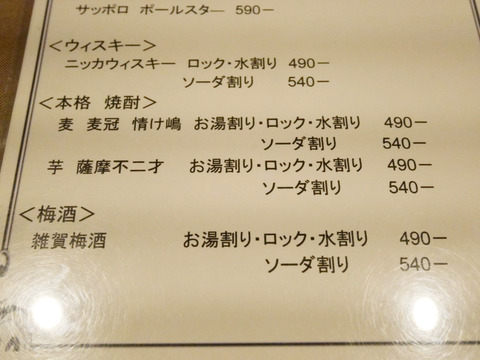 サッポロ ポールスター 590ー
＜ウィスキー＞
ニッカウィスキー ロック・水割り 490ー
ソーダ割り 540ー
＜本格 焼酎＞
麦 麦冠 情け嶋 お湯割り・ロック・水割り 490ー
ソーダ割り 540ー
芋 薩摩不二才 お湯割り・ロック・水割り 490ー
ソーダ割り 540ー
＜梅酒＞
雑賀梅酒 お湯割り・ロック・水割り 490ー
ソーダ割り 540ー